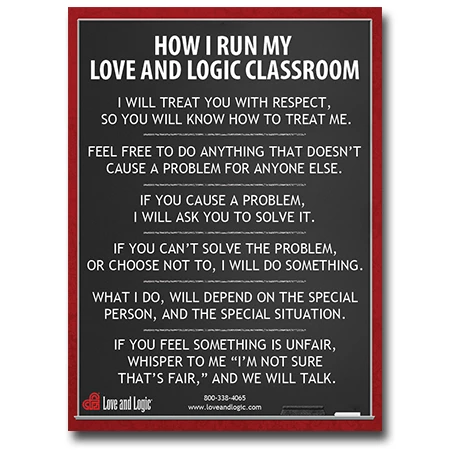 HOW I RUN MY
LOVE AND LOGIC CLASSROOM
I WILL TREAT YOU WITH RESPECT,
SO YOU WILL KNOW HOW TO TREAT ME.
FEEL FREE TO DO ANYTHING THAT DOESN'T
CAUSE A PROBLEM FOR ANYONE ELSE.
IF YOU CAUSE A PROBLEM,
I WILL ASK YOU TO SOLVE IT.
IF YOU CAN'T SOLVE THE PROBLEM,
OR CHOOSE NOT TO, I WILL DO SOMETHING.
WHAT I DO, WILL DEPEND ON THE SPECIAL
PERSON, AND THE SPECIAL SITUATION.
IF YOU FEEL SOMETHING IS UNFAIR,
WHISPER TO ME “I'M NOT SURE
THAT'S FAIR,” AND WE WILL TALK.
800-338-4065
Love and Logic® www.loveandlogic.com